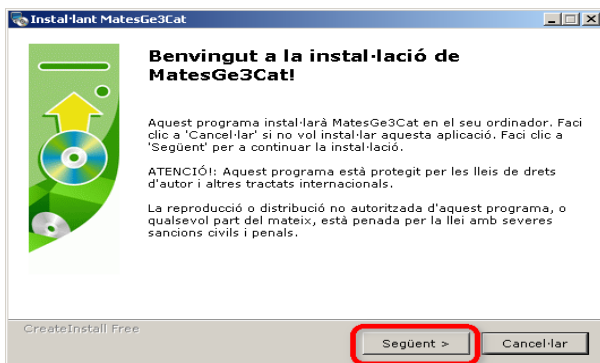 Instal·lant MatesGe3Cat
Benvingut a la instal·lació de
MatesGe3Cat!
Aquest programa instal·larà MatesGe3Cat en el seu ordinador. Faci
clic a 'Cancel·lar' si no vol instal·lar aquesta aplicació. Faci clic a
'Següent' per a continuar la instal·lació.
ATENCIÓ!: Aquest programa està protegit per les lleis de drets
d'autor i altres tractats internacionals.
La reproducció o distribució no autoritzada d'aquest programa, o
qualsevol part del mateix, està penada per la llei amb severes
sancions civils i penals.
CreateInstall Free
Següent >
Cancel·lar